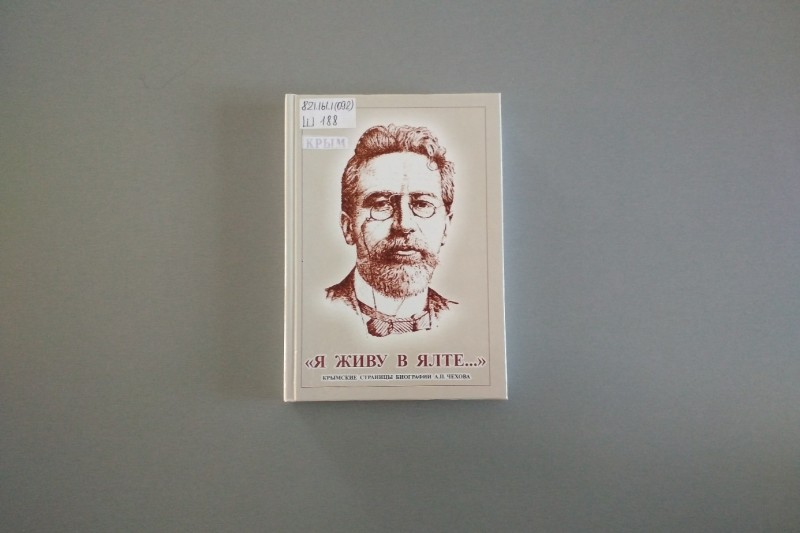 821.161.1(092)
188
КРЫМ
«Я ЖИВУ В ЯЛТЕ...»
КРЫМСКИЕ СТРАНИЦЫ БИОГРАФИИ А.П. ЧЕХОВА